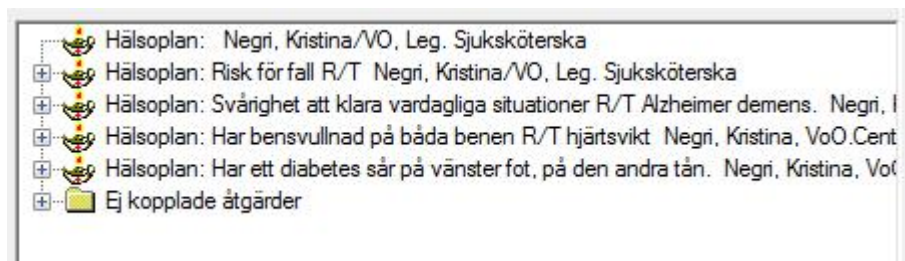 Hälsoplan: Negri, Kristina/VO, Leg. Sjuksköterska
Hälsoplan: Risk för fall R/T Negri, Kristina/VO, Leg. Sjuksköterska
Hälsoplan: Svårighet att klara vardagliga situationer R/T Alzheimer demens. Negri,
Hälsoplan: Har bensvullnad på båda benen R/T hjärtsvikt Negri, Kristina, VoO.Cent
Hälsoplan: Har ett diabetes sår på vänster fot, på den andra tån. Negri, Kristina, Vo
Ej kopplade åtgärder